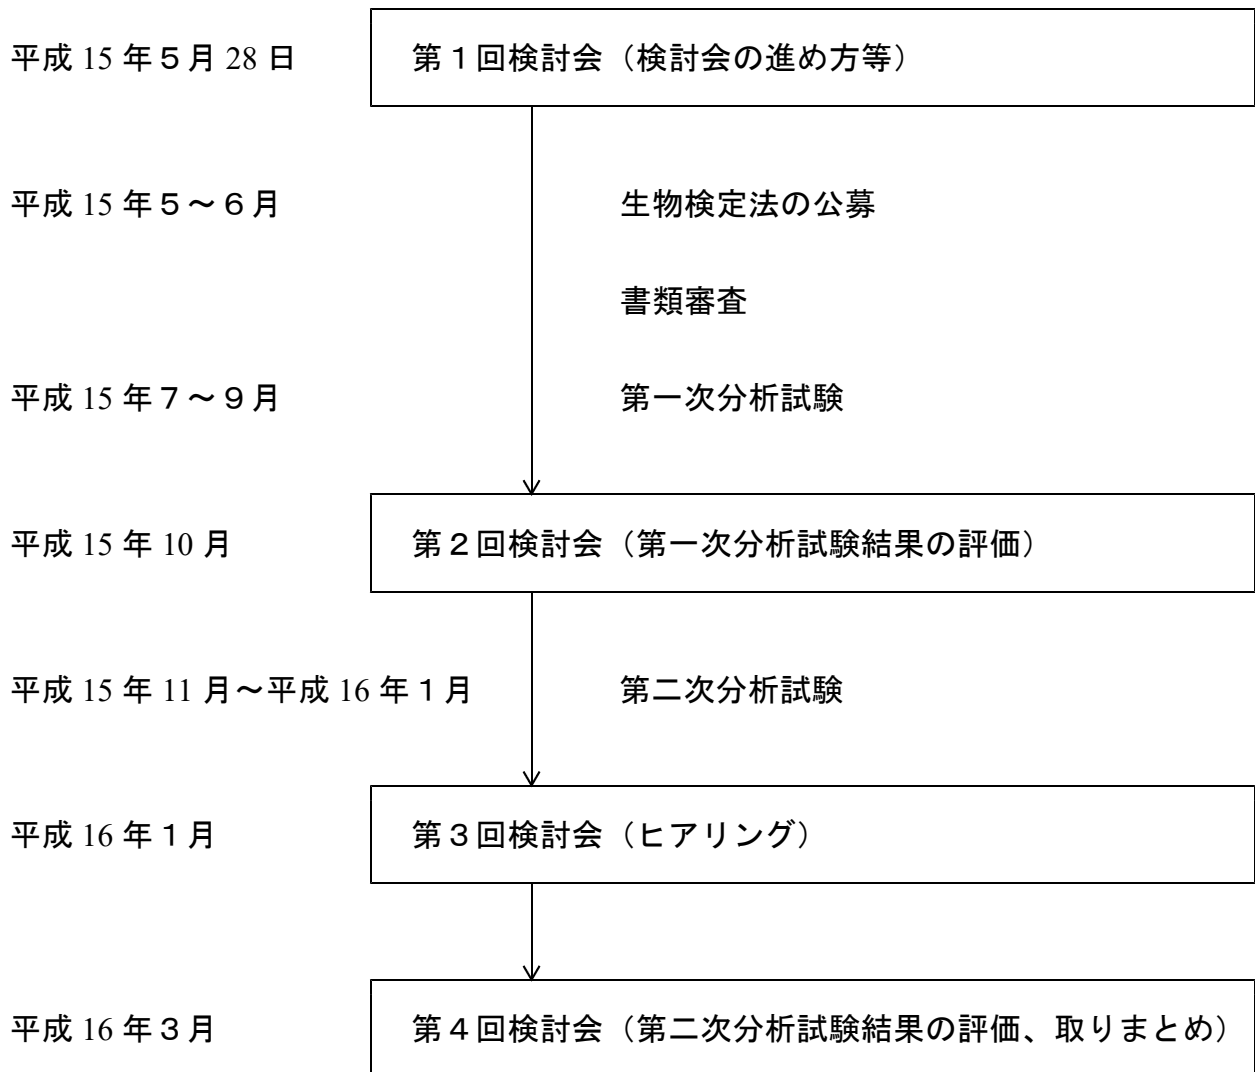 平成 15 年５月 28 日 第１回検討会（検討会の進め方等）
平成 15 年５～６月 生物検定法の公募
書類審査
平成 15 年７～９月 第一次分析試験
平成 15 年 10 月 第２回検討会（第一次分析試験結果の評価）
平成 15 年 11 月～平成 16 年１月 第二次分析試験
平成 16 年１月 第３回検討会（ヒアリング）
平成 16 年３月 第４回検討会（第二次分析試験結果の評価、取りまとめ）